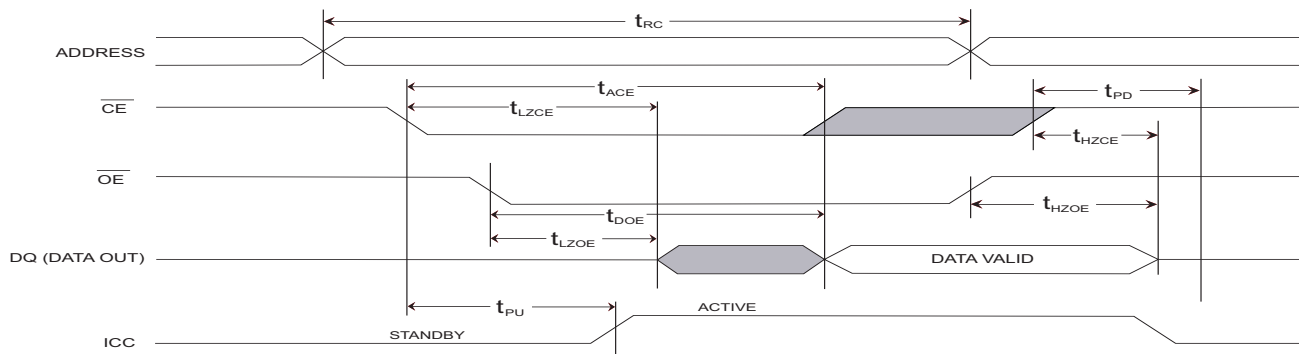 tRC
ADDRESS
tACE
tPD
CE
tLZCE
tHZCE
OE
tDOE
tHZOE
tLZOE
DQ (DATA OUT)
DATA VALID
tPU
ACTIVE
STANDBY
ICC